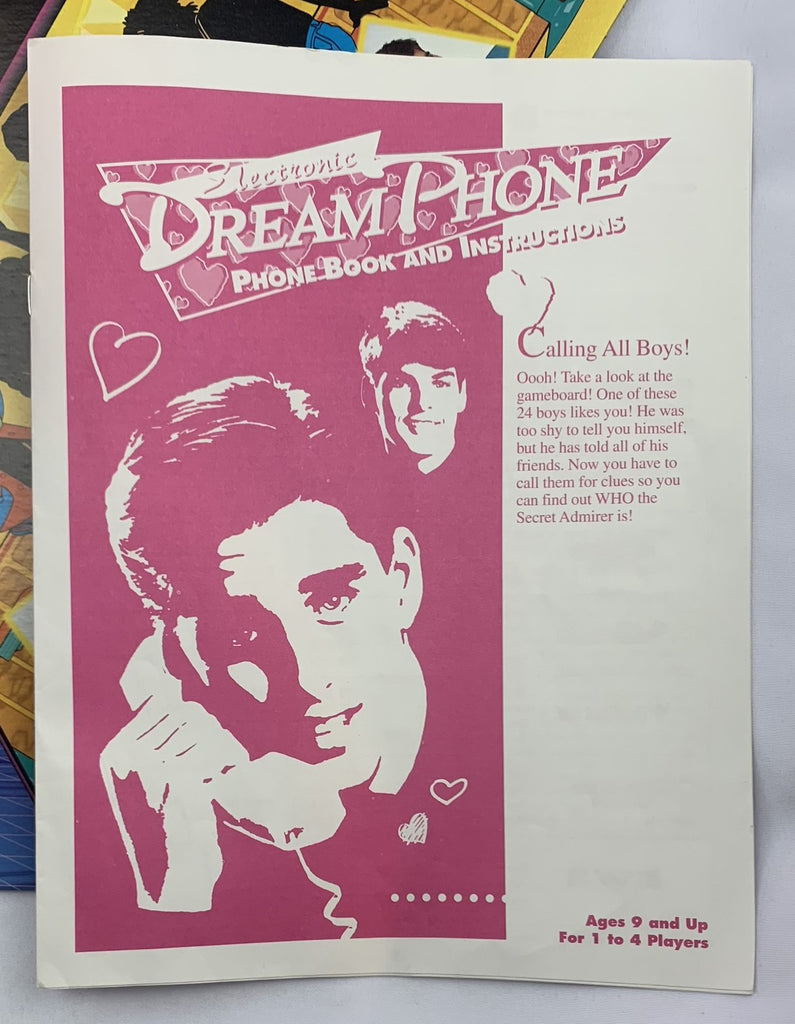 Electronic
DREAM PHONE
PHONE BOOK AND INSTRUCTIONS
Calling All Boys!
Oooh! Take a look at the
gameboard! One of these
24 boys likes you! He was
too shy to tell you himself,
but he has told all of his
friends. Now you have to
call them for clues so you
can find out WHO the
Secret Admirer is!
Ages 9 and Up
For 1 to 4 Players